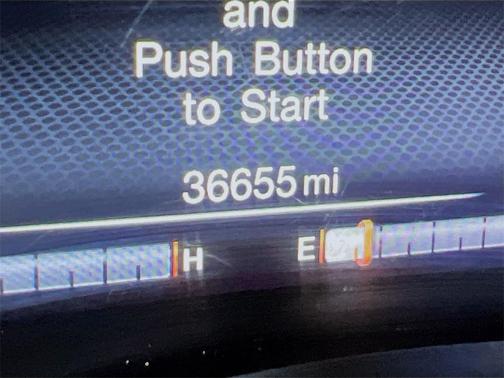 and
Push Button
to Start
36655 mi
H E